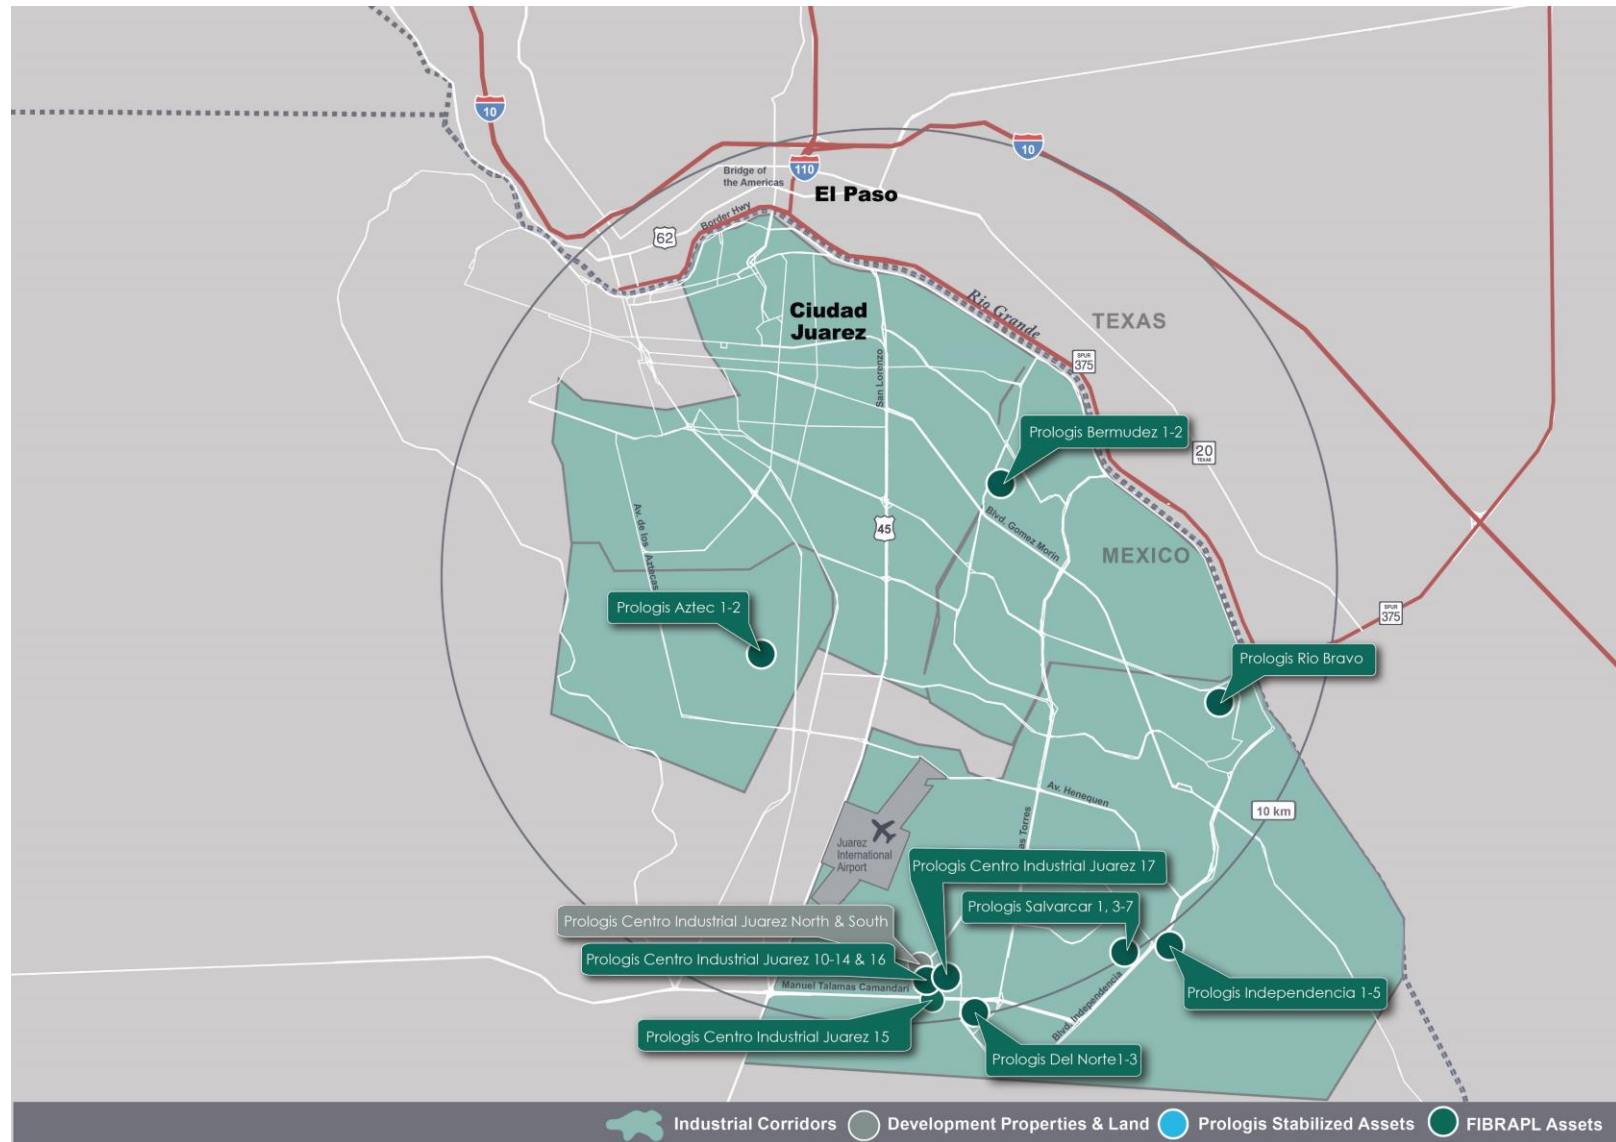 10
10
110
Bridge of
the Americas
El Paso
Border Hwy
62
Rio Grande
Ciudad
Juarez
TEXAS
SPUR
375
San Lorenzo
Prologis Bermudez 1-2
20
TEXAS
45
Blvd. Gomez Morin
Av. de los Aztecas
MEXICO
Prologis Aztec 1-2
SPUR
375
Prologis Rio Bravo
Av. Henequen
10 km
as Torres
Juarez
International
Airport
Prologis Centro Industrial Juarez 17
Prologis Salvarcar 1, 3-7
Prologis Centro Industrial Juarez North & South
Prologis Centro Industrial Juarez 10-14 & 16
Manuel Talamas Camandari
Prologis Independencia 1-5
Blvd. Independencia
Prologis Centro Industrial Juarez 15
Prologis Del Norte1-3
Industrial Corridors
Development Properties & Land
Prologis Stabilized Assets
FIBRAPL Assets